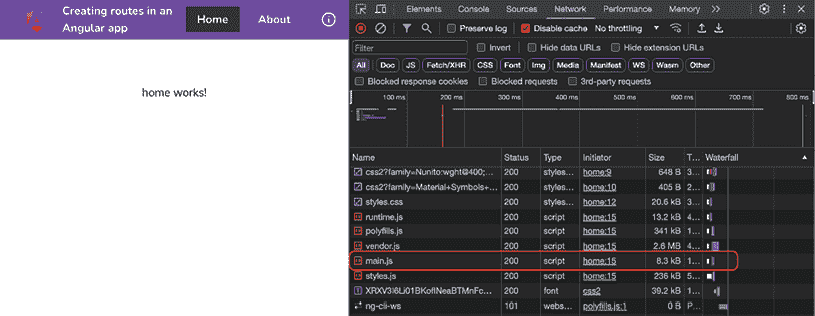 Creating routes in an
Angular app
Home
About
Elements Console Sources Network Performance Memory »
Preserve log Disable cache No throttling
Filter Invert Hide data URLs Hide extension URLs
All Doc JS Fetch/XHR CSS Font Img Media Manifest WS Wasm Other
Blocked response cookies Blocked requests 3rd-party requests
100 ms 200 ms 300 ms 400 ms 500 ms 600 ms 700 ms 800 ms
home works!
Name Status Type Initiator Size T... Waterfall
css2?family=Nunito:wght@400;... 200 styles... home:9 648 B 3...
css2?family=Material+Symbols+... 200 styles... home:10 405 B 2...
styles.css 200 styles... home:12 20.6 kB 3...
runtime.js 200 script home:15 13.2 kB 4...
polyfills.js 200 script home:15 341 kB 1...
vendor.js 200 script home:15 2.6 MB
main.js 200 script home:15 8.3 kB 1...
styles.js 200 script home:15 236 kB 5...
200 font css2 39.2 kB 1...
ng-cli-ws 101 webs... polyfills.js:1 0 B P...